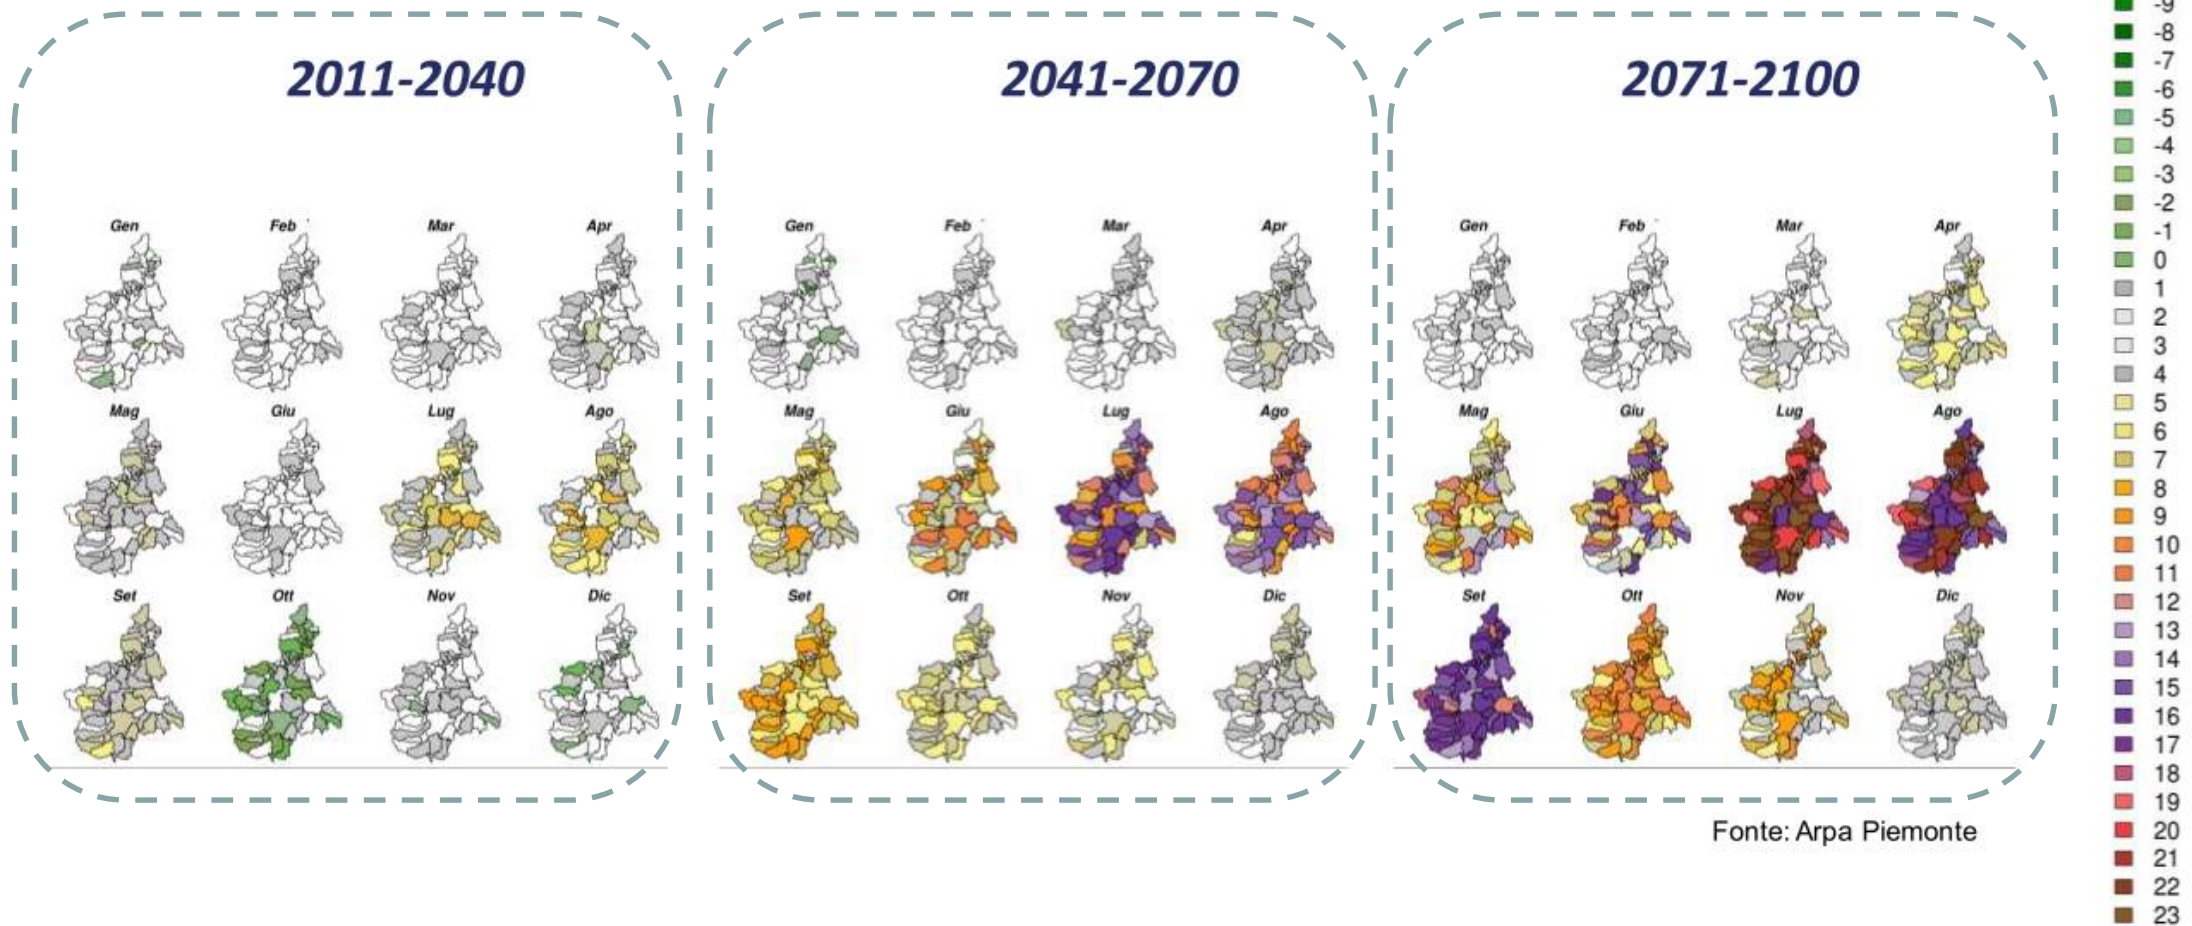 2011-2040
2041-2070
2071-2100
Gen
Feb
Mar
Apr
Gen
Feb
Mar
Apr
Gen
Feb
Mar
Apr
Mag
Giu
Lug
Ago
Mag
Giu
Lug
Ago
Mag
Giu
Lug
Ago
Set
Ott
Nov
Dic
Set
Ott
Nov
Dic
Set
Ott
Nov
Dic
Fonte: Arpa Piemonte
-9
-8
-7
-6
-5
-4
-3
-2
-1
0
1
2
3
4
5
6
7
8
9
10
11
12
13
14
15
16
17
18
19
20
21
22
23